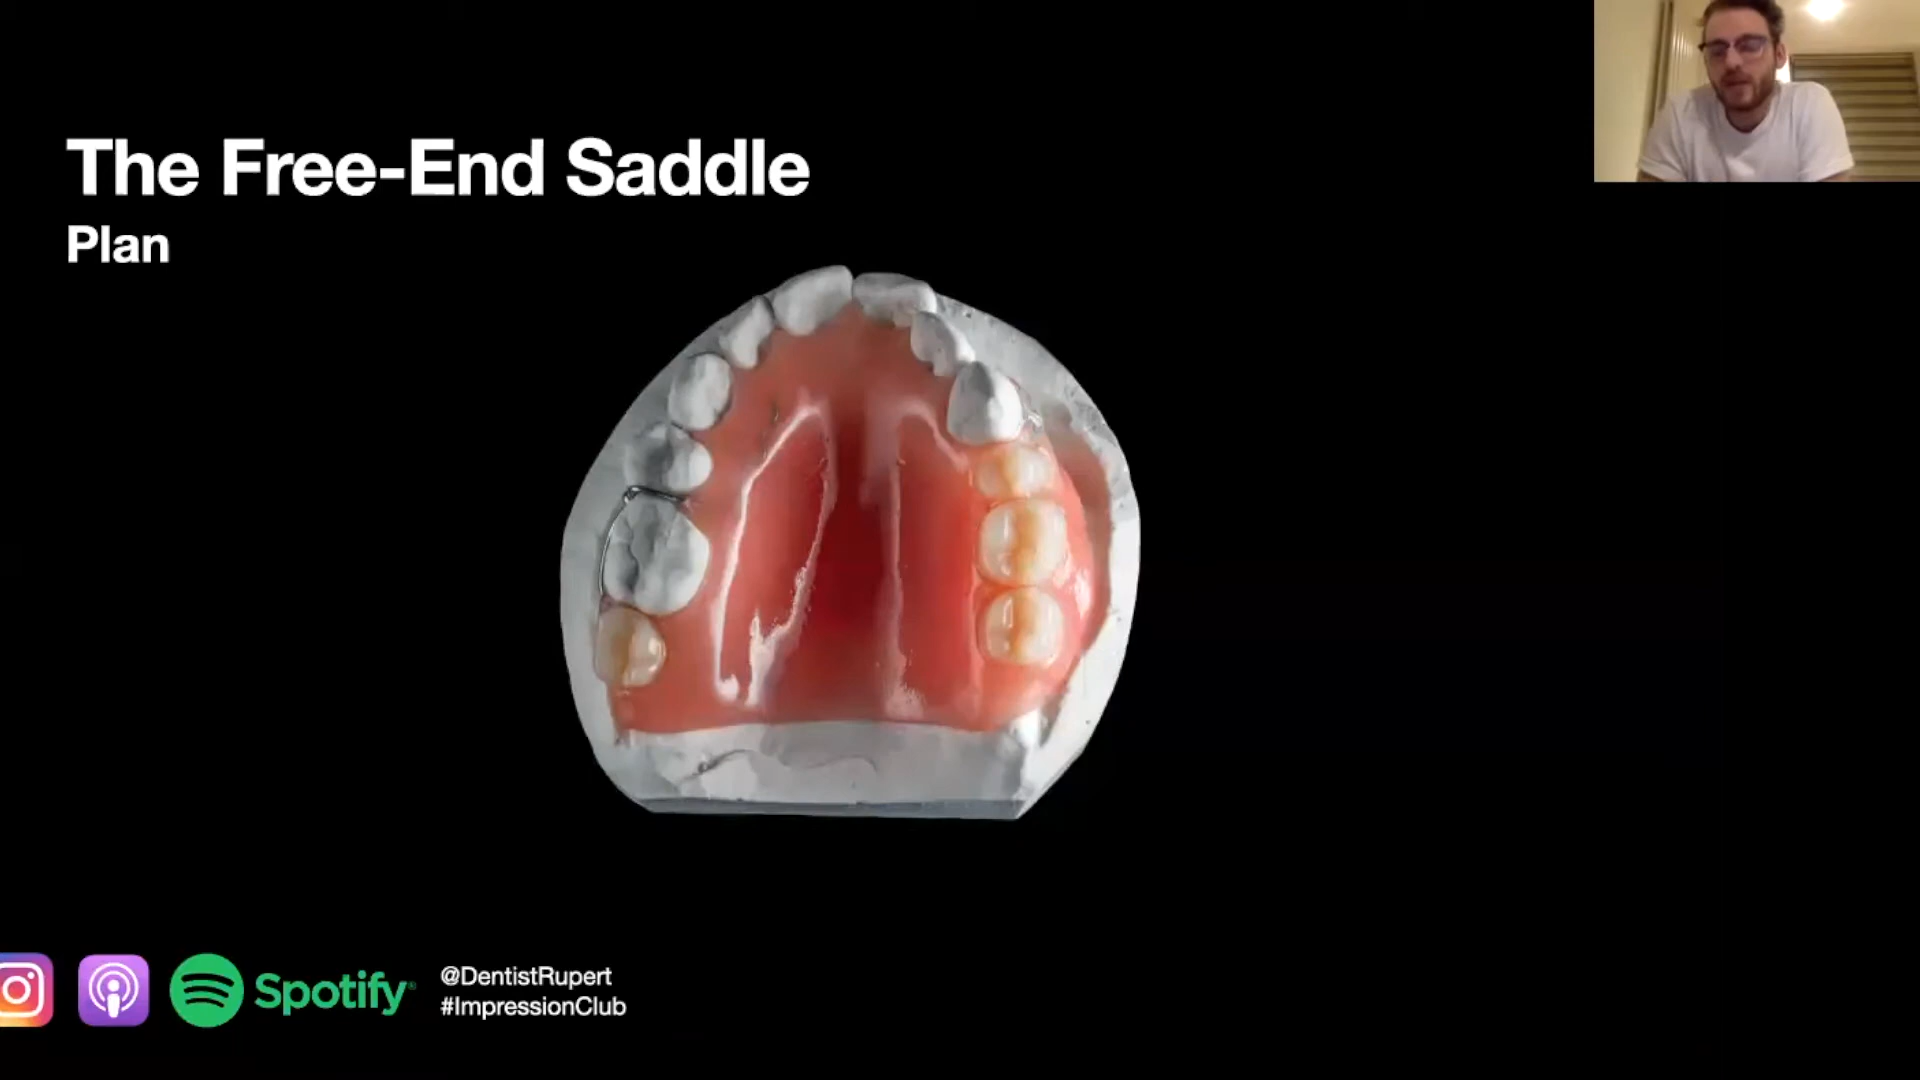 The Free-End Saddle
Plan
Spotify®
@DentistRupert
#ImpressionClub